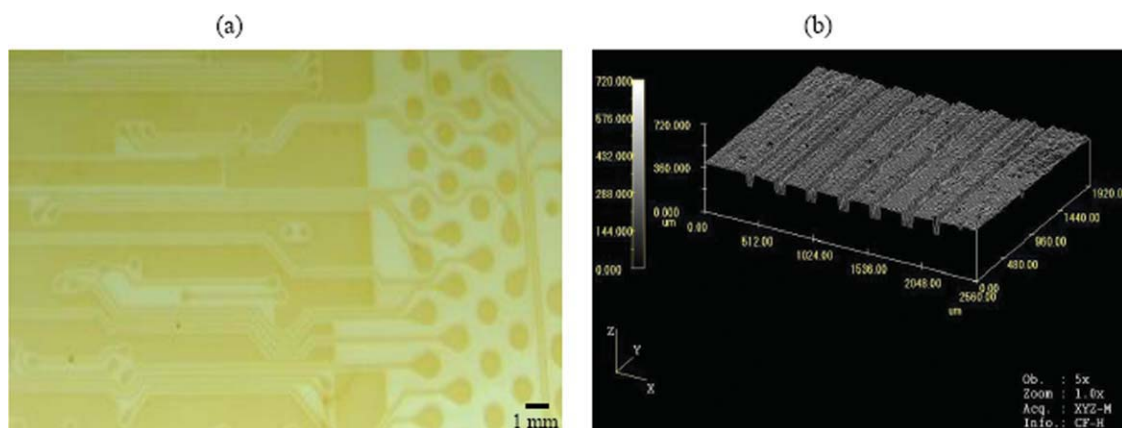 (a)
(b)
1 mm
720.000
576.000
432.000
288.000
144.000
0.000
720.000
360.000
0.000
um
0.00
512.00
1024.00
1536.00
2048.00
2560.00
um
0.00
480.00
960.00
1440.00
1920.00
Z
Y
X
Ob. : 5x
Zoom : 1.0x
Acq. : XYZ-M
Info. : CF-H